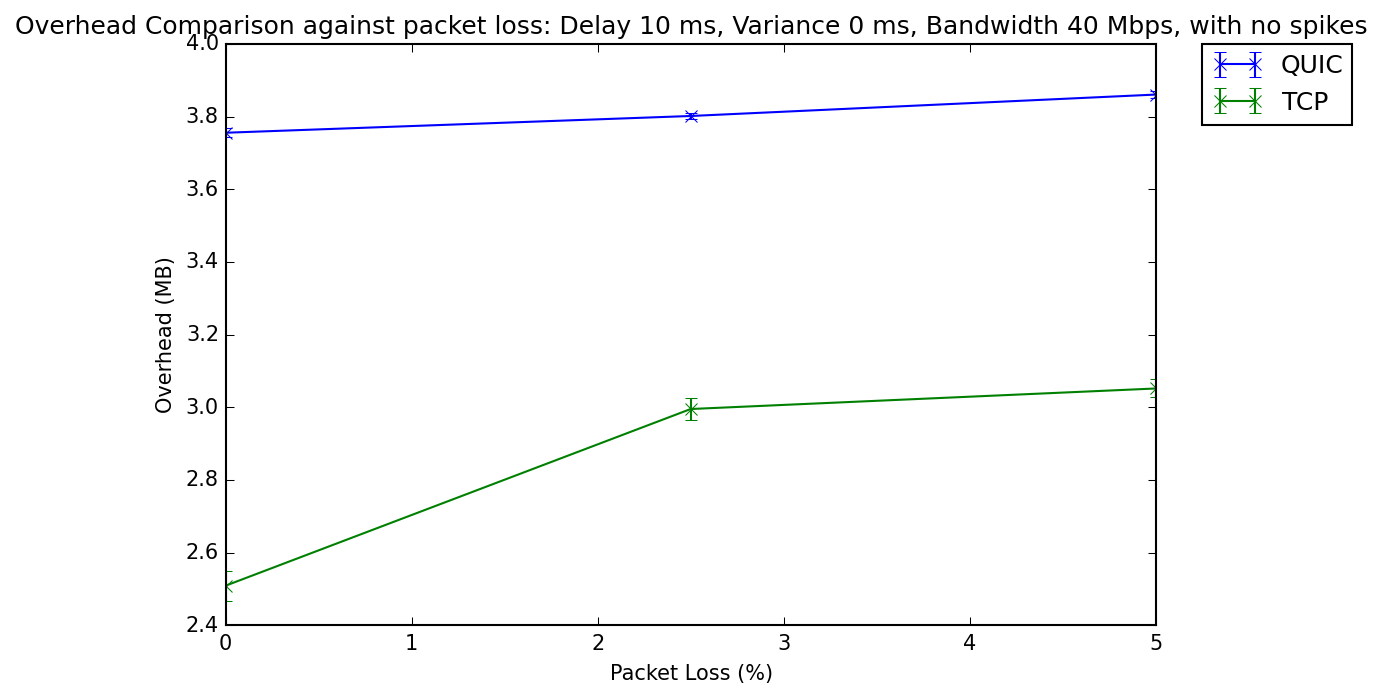 Overhead Comparison against packet loss: Delay 10 ms, Variance 0 ms, Bandwidth 40 Mbps, with no spikes
4.0
3.8
3.6
3.4
3.2
3.0
2.8
2.6
2.4
Overhead (MB)
0 1 2 3 4 5
Packet Loss (%)
QUIC
TCP